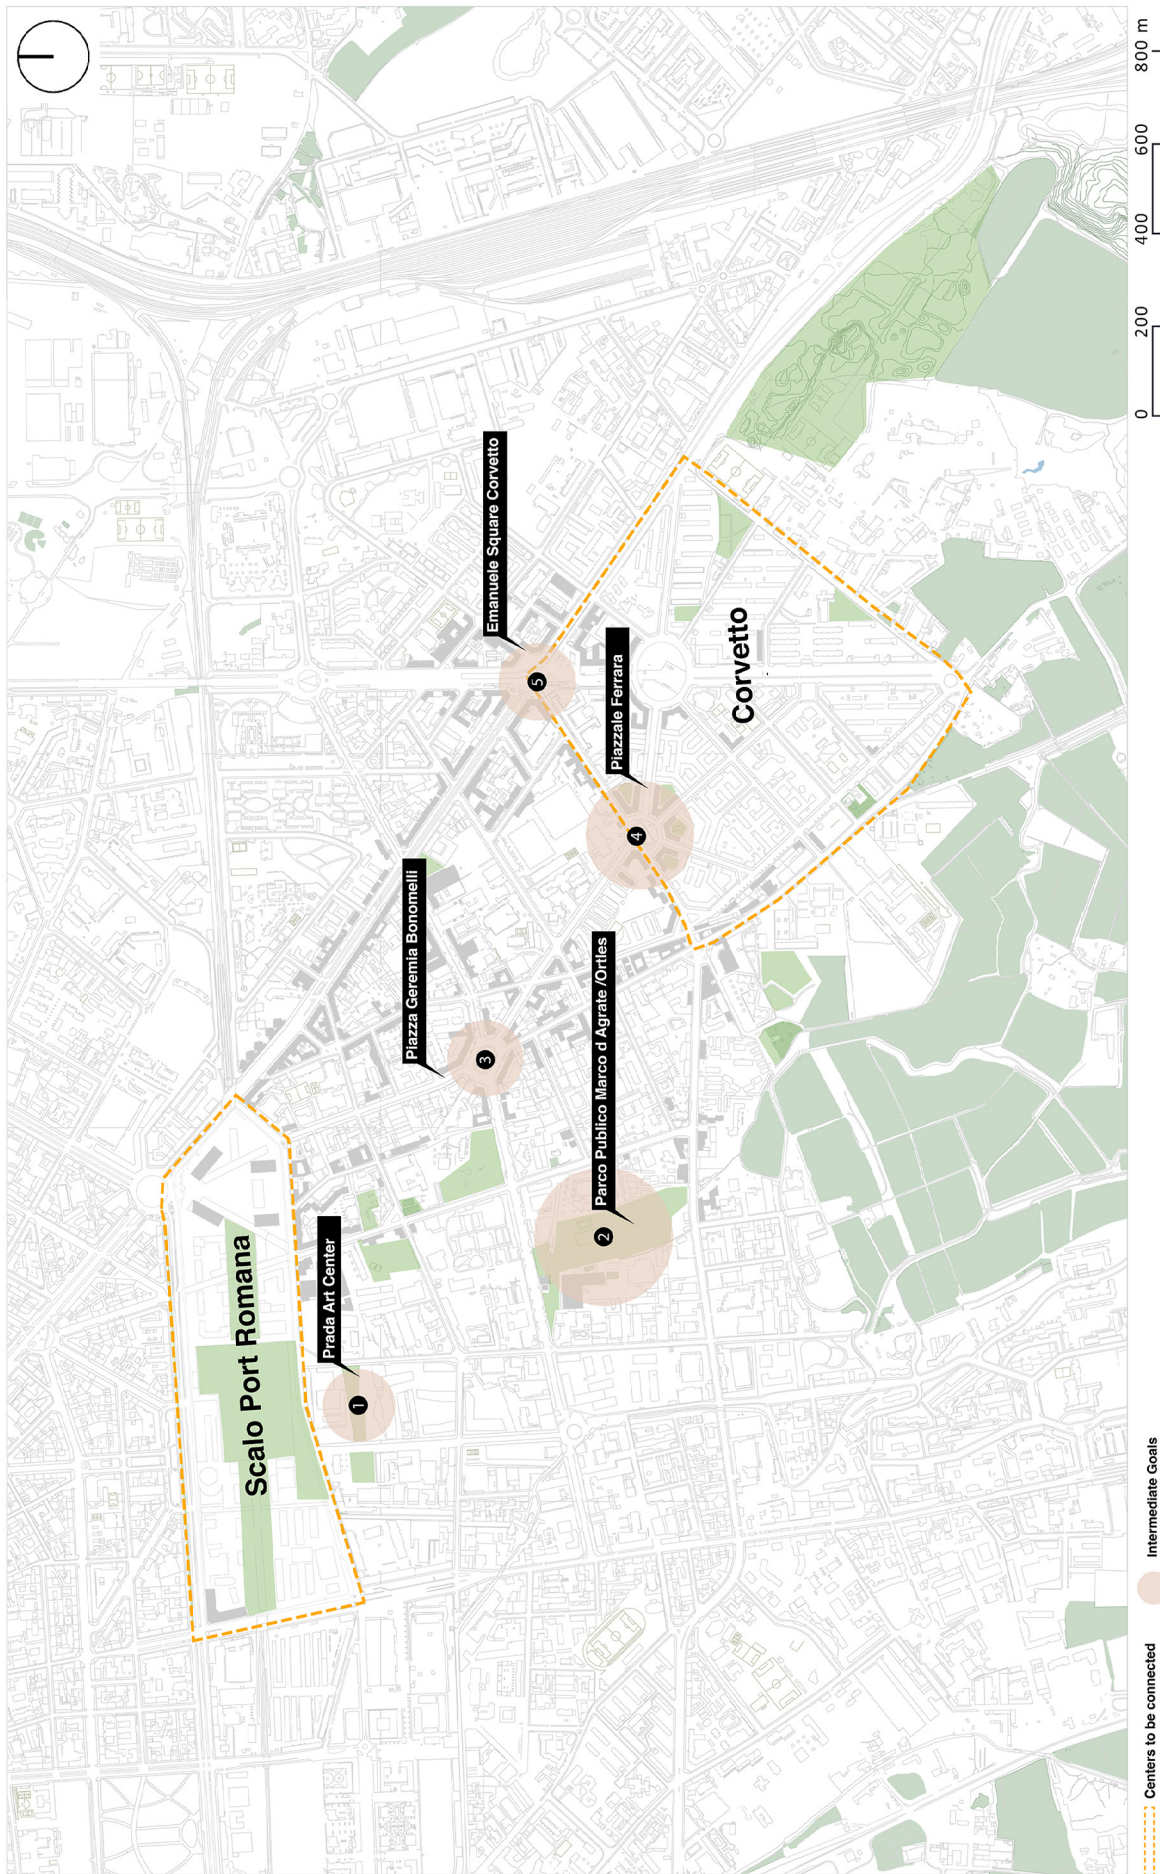 Scalo Port Romana
Prada Art Center
1
Parco Publico Marco d Agrate /Ortles
2
Piazza Geremia Bonomelli
3
Piazzale Ferrara
4
Emanuele Square Corvetto
5
Corvetto
Centers to be connected
Intermediate Goals
0 200 400 600 800 m